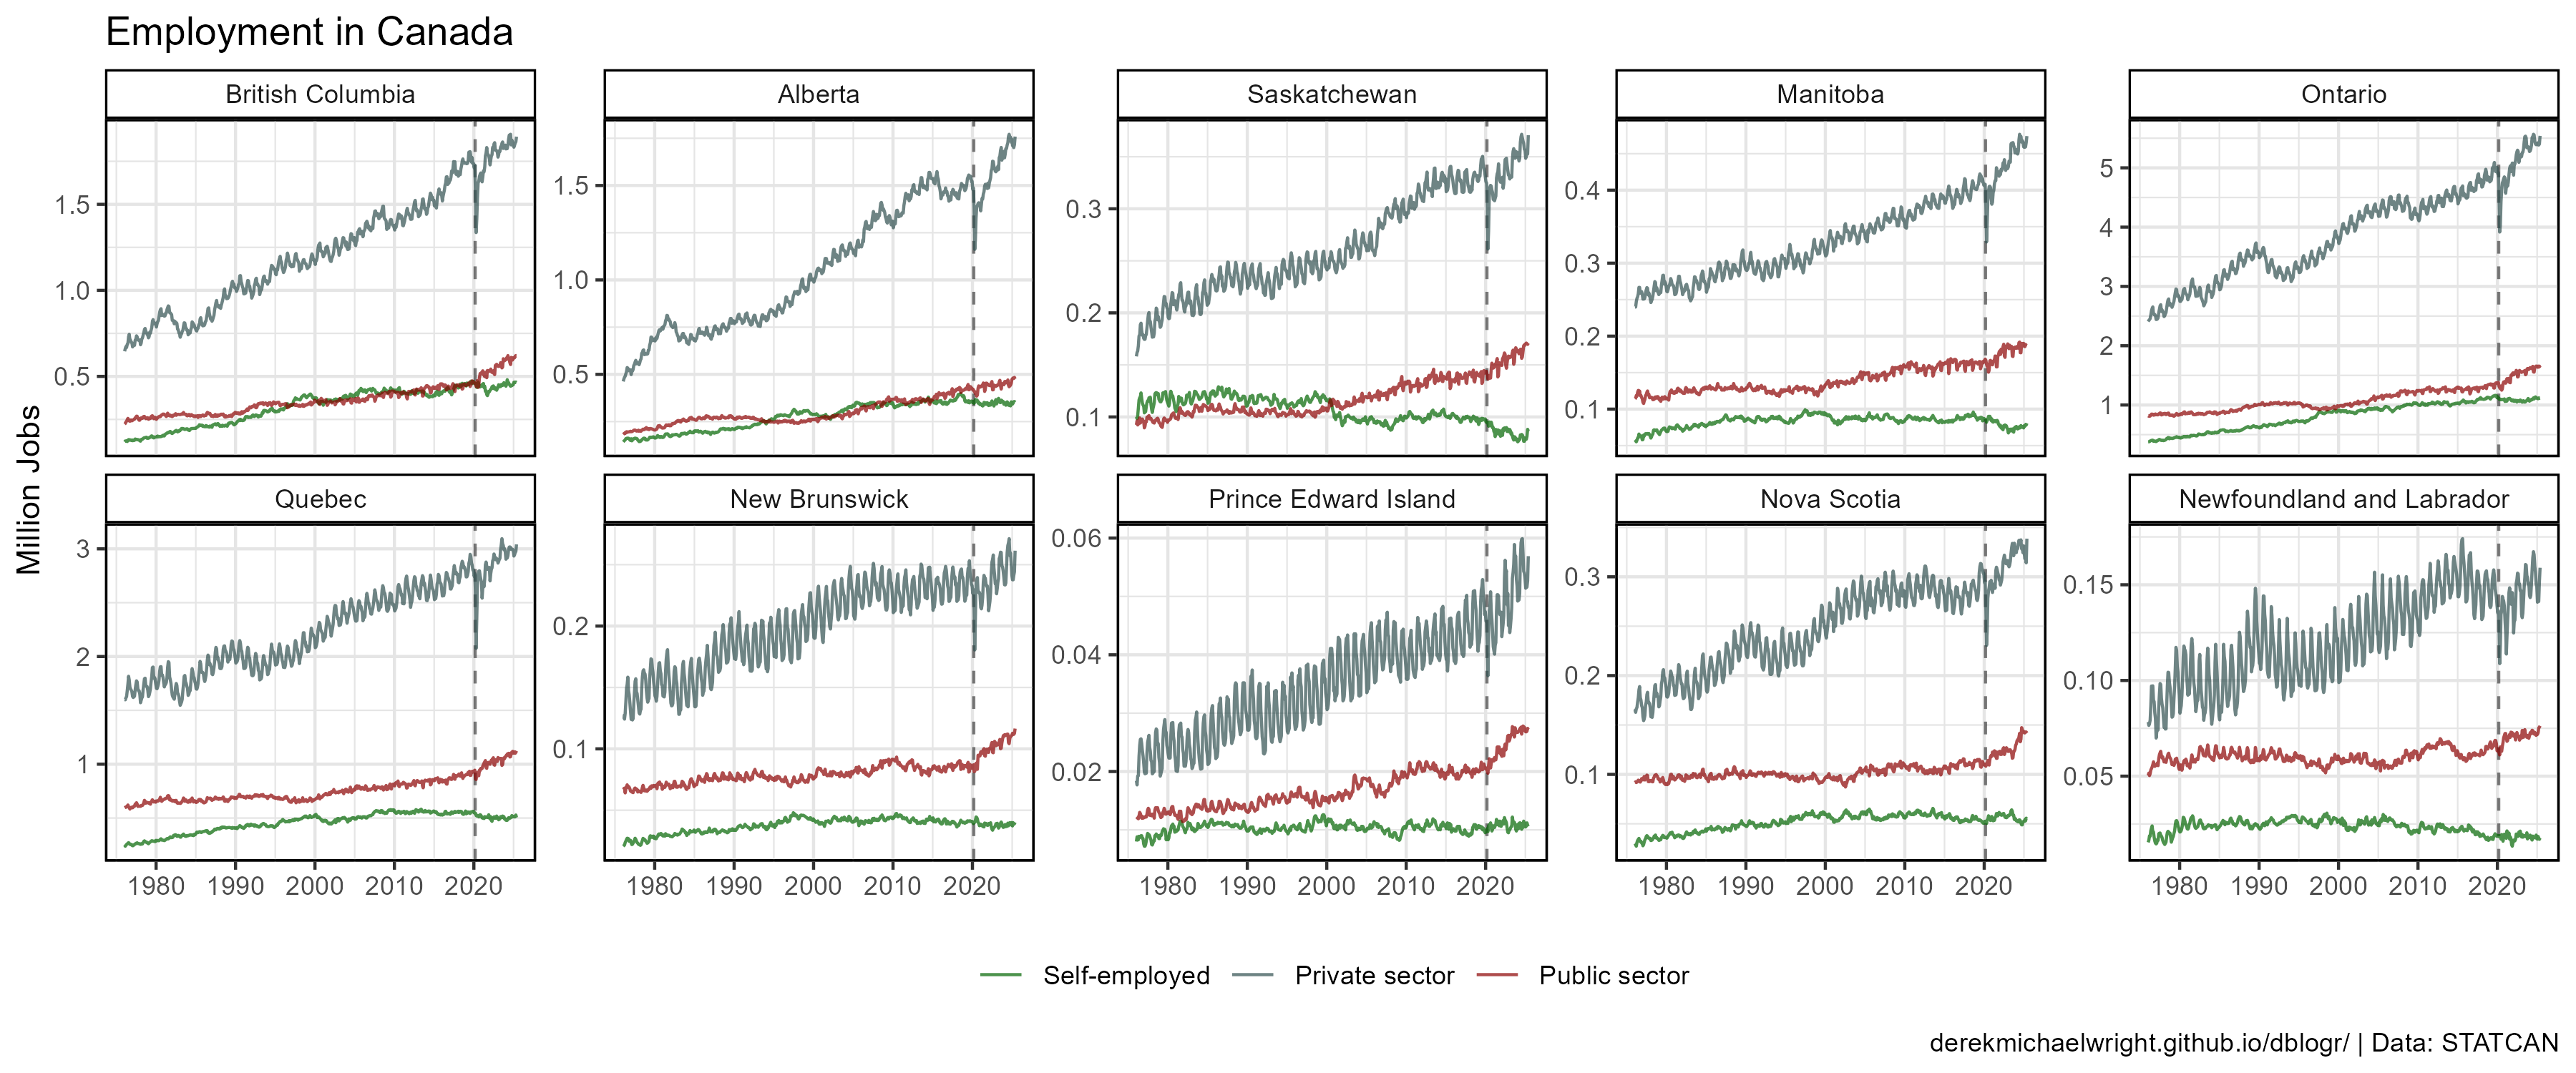 Employment in Canada
British Columbia
Alberta
Saskatchewan
Manitoba
Ontario
1.5
1.0
0.5
1.5
1.0
0.5
0.3
0.2
0.1
0.4
0.3
0.2
0.1
5
4
3
2
1
Million Jobs
Quebec
New Brunswick
Prince Edward Island
Nova Scotia
Newfoundland and Labrador
3
2
1
0.2
0.1
0.06
0.04
0.02
0.3
0.2
0.1
0.15
0.10
0.05
1980 1990 2000 2010 2020
1980 1990 2000 2010 2020
1980 1990 2000 2010 2020
1980 1990 2000 2010 2020
1980 1990 2000 2010 2020
Self-employed Private sector Public sector
derekmichaelwright.github.io/dblogr/ | Data: STATCAN